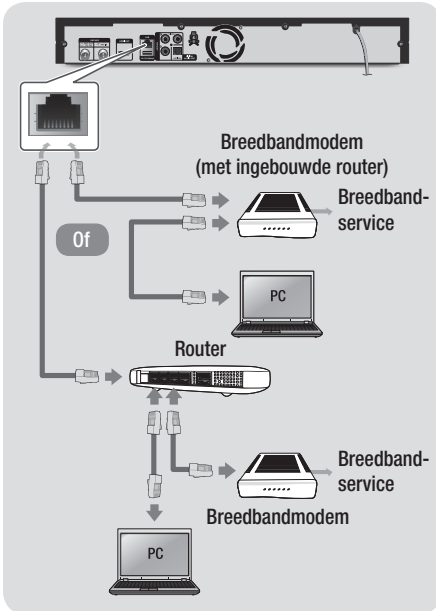 Breedbandmodem
(met ingebouwde router)
Breedband-
service
Of
PC
Router
Breedband-
service
Breedbandmodem
PC